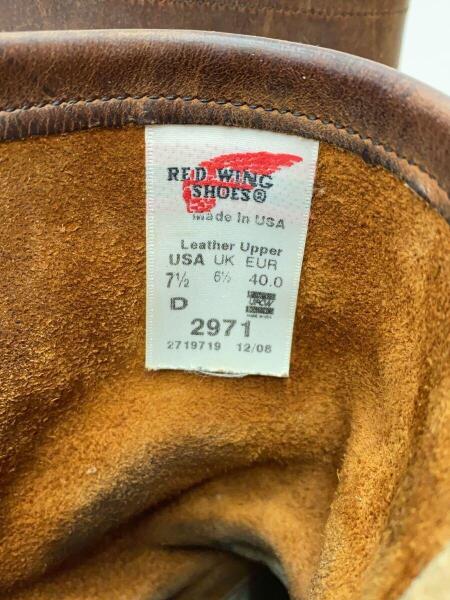 RED WING
SHOES®
Made In USA
Leather Upper
USA UK EUR
7½ 6½ 40.0
D
UFCW
2971
2719719 12/08